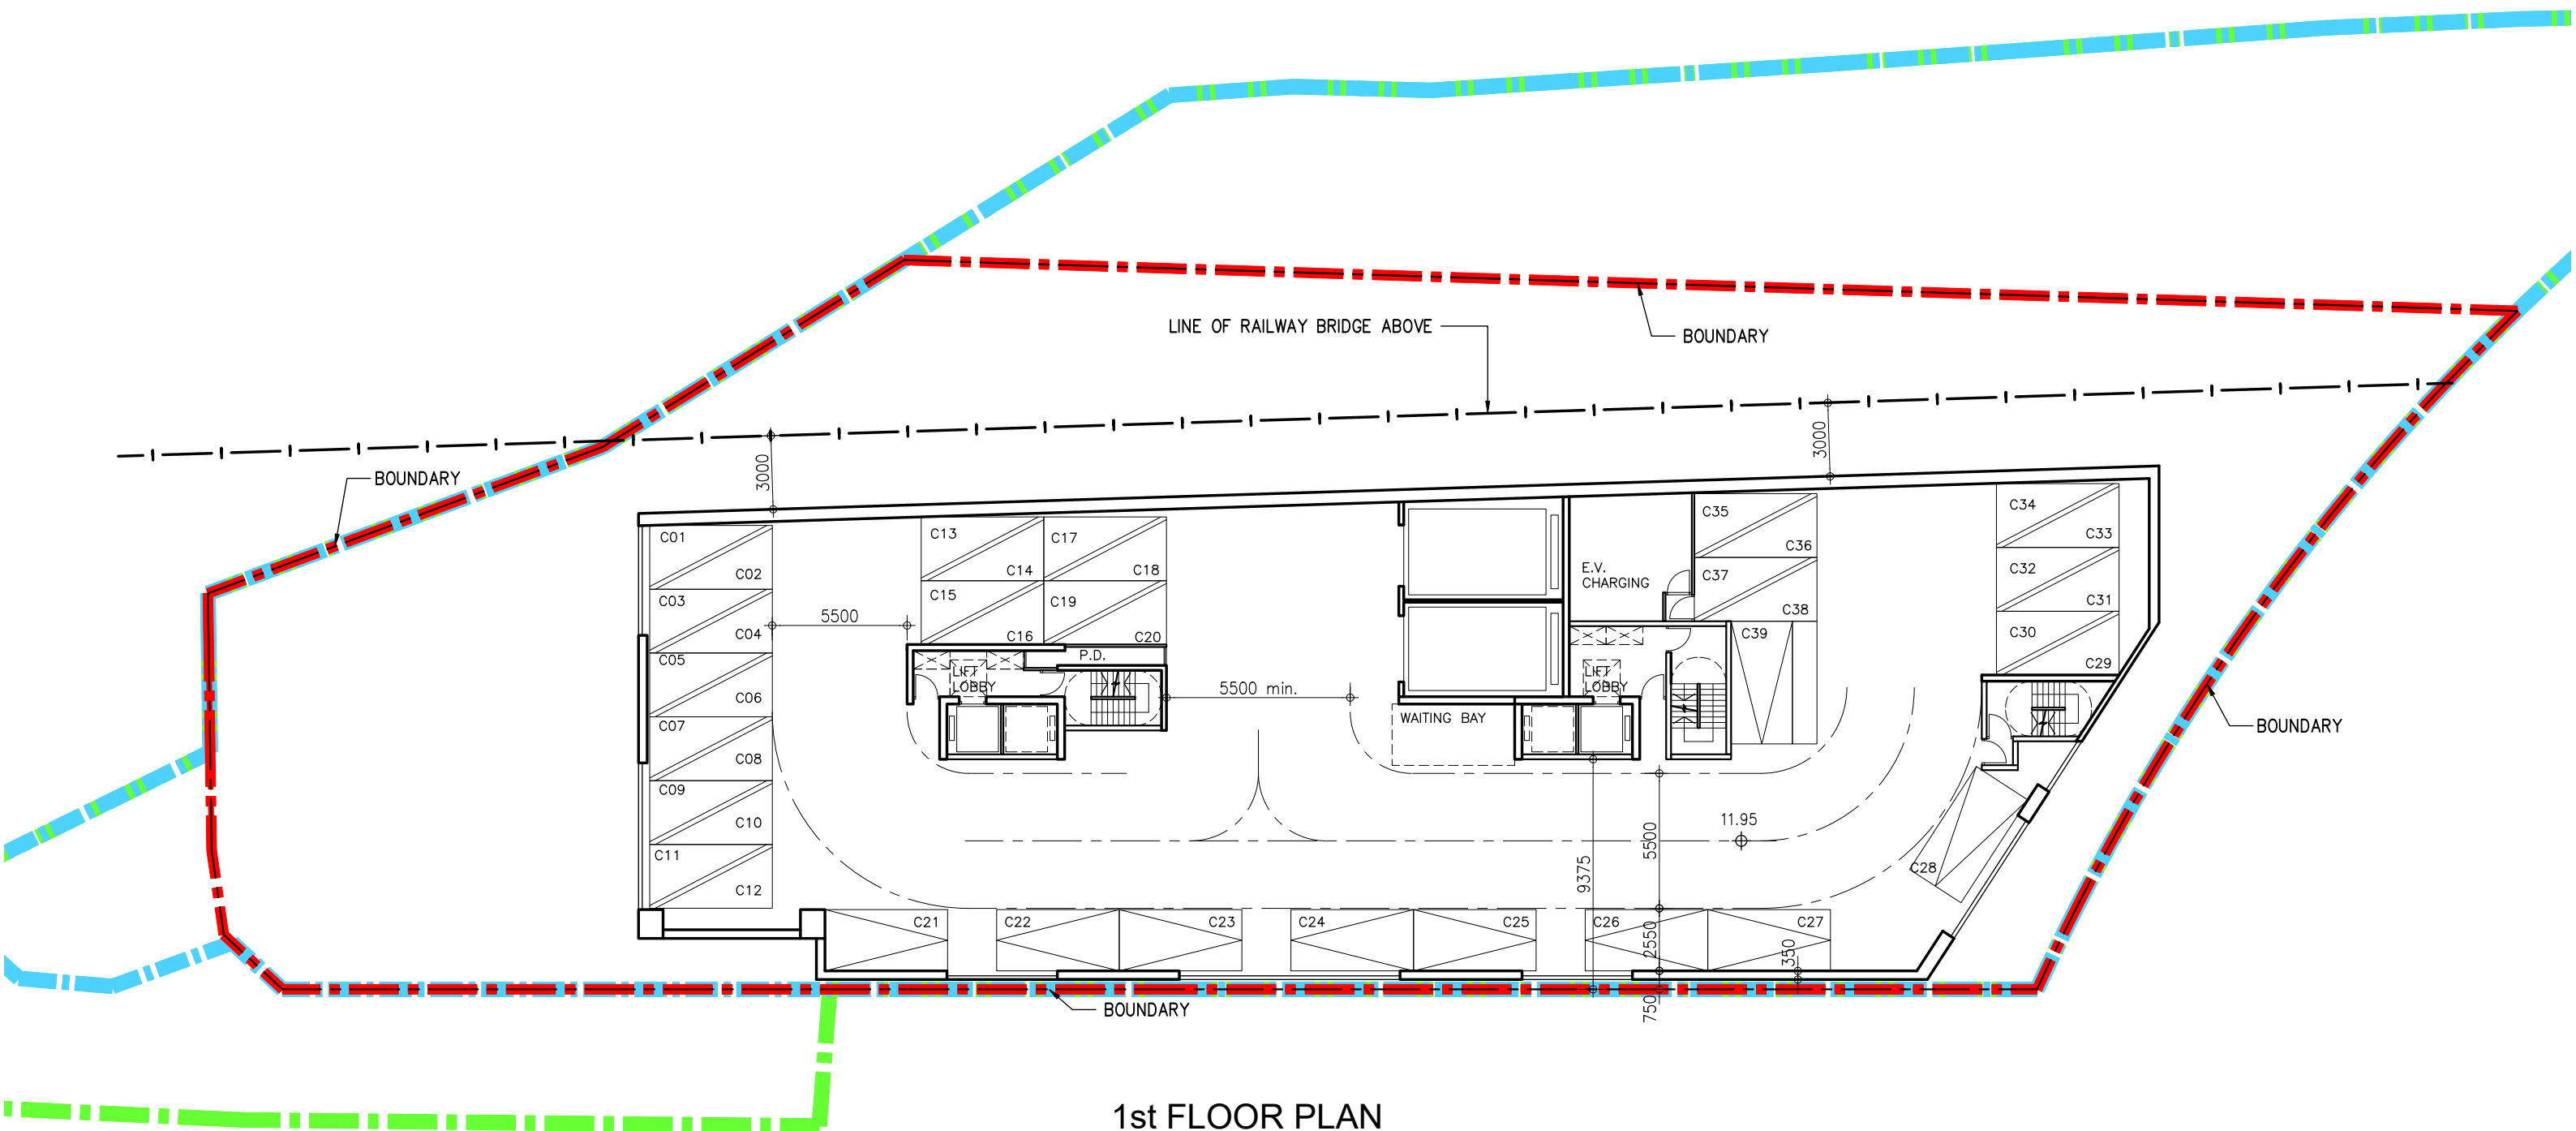 LINE OF RAILWAY BRIDGE ABOVE
BOUNDARY
3000
3000
BOUNDARY
C01
C02
C03
C04
C05
C06
C07
C08
C09
C10
C11
C12
5500
C13
C14
C15
C16
C17
C18
C19
C20
P.D.
LIFT
LOBBY
5500 min.
WAITING BAY
E.V.
CHARGING
LIFT
LOBBY
C35
C36
C37
C38
C39
C34
C33
C32
C31
C30
C29
BOUNDARY
11.95
5500
9375
2550
350
750
C28
C21
C22
C23
C24
C25
C26
C27
BOUNDARY
1st FLOOR PLAN